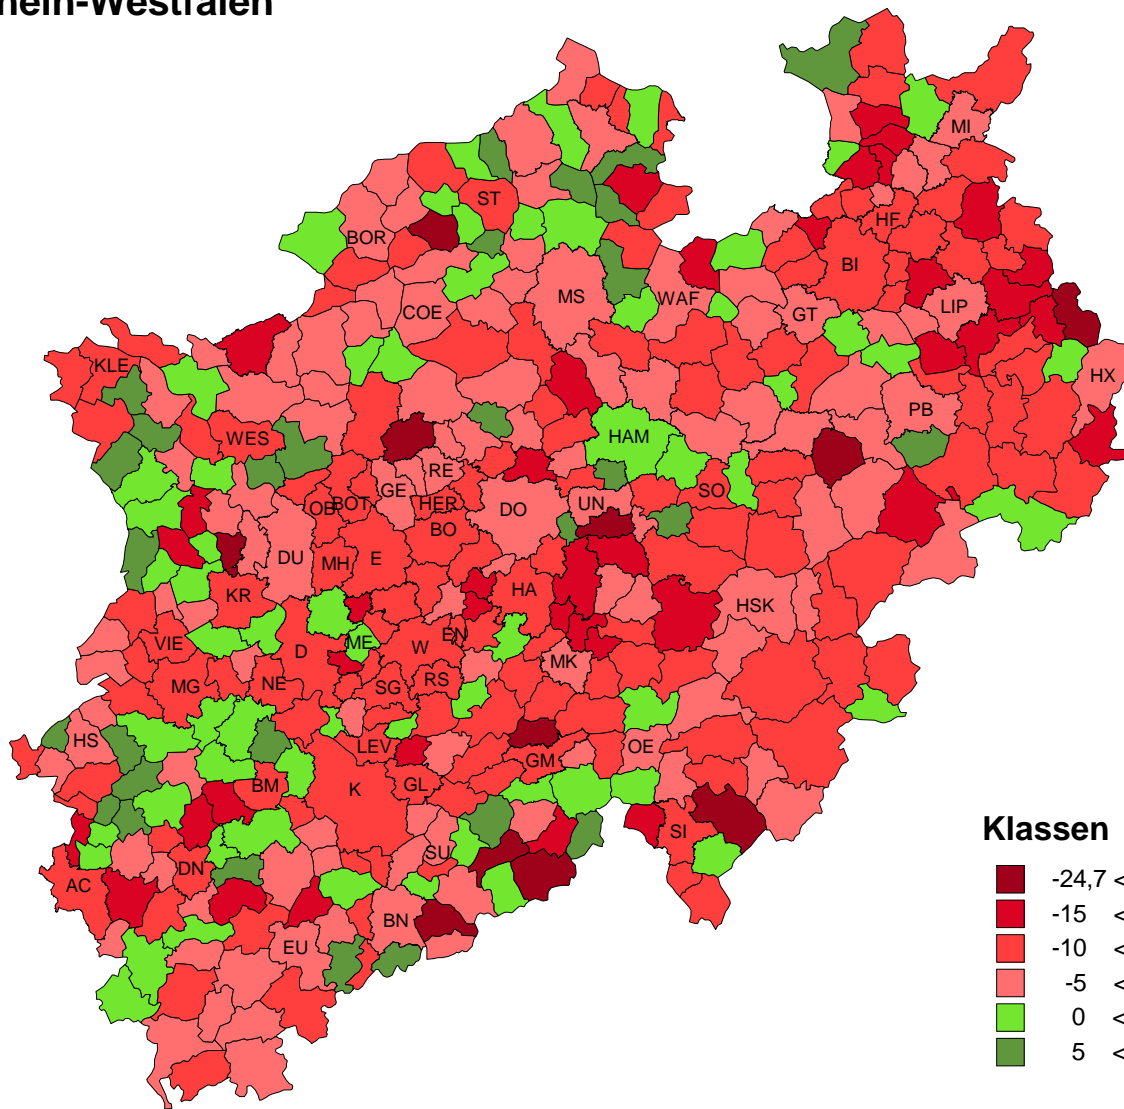 hein-Westfalen
MI
ST
HF
BOR
BI
MS
WAF
LIP
COE
GT
KLE
HX
PB
WES
HAM
RE
GE
SO
OB
BOT
HER
UN
DO
BO
DU
MH
E
HA
KR
HSK
EN
VIE
ME
W
D
MK
MG
NE
SG
RS
HS
LEV
OE
GM
BM
K
GL
Klassen
SI
SU
DN
AC
-24,7 <
-15 <
BN
EU
-10 <
-5 <
0 <
5 <